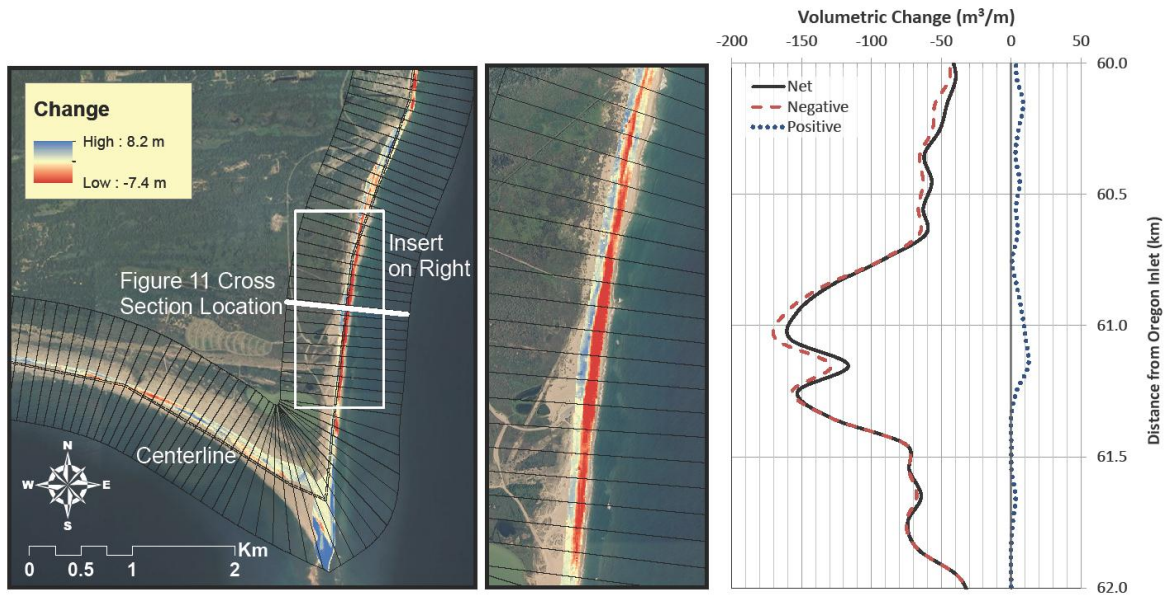 Change
High : 8.2 m
Low : -7.4 m
Insert
on Right
Figure 11 Cross
Section Location
Centerline
N
W
E
S
Km
0
0.5
1
2
Volumetric Change (m³/m)
-200
-150
-100
-50
0
50
Net
Negative
Positive
60.0
60.5
61.0
61.5
62.0
Distance from Oregon Inlet (km)